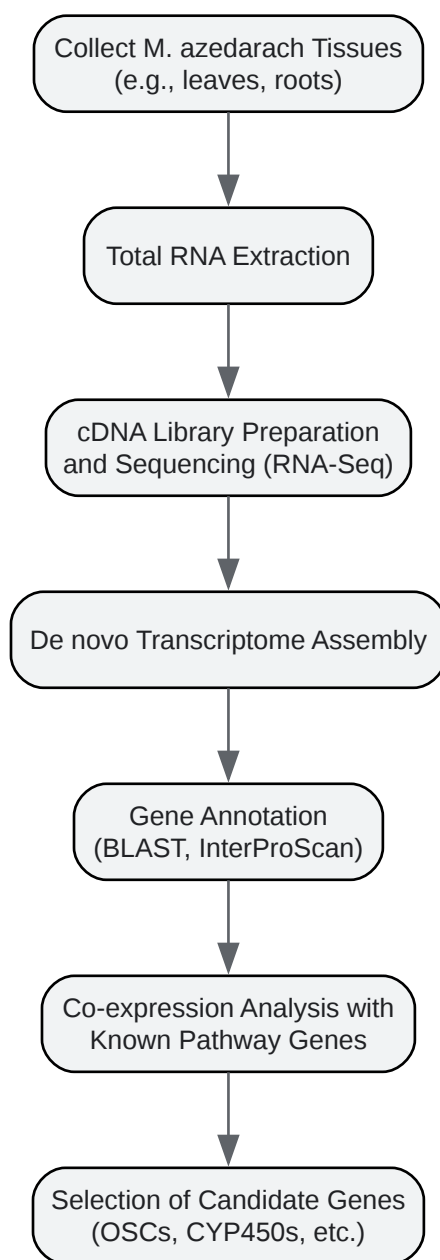 Collect M. azedarach Tissues
(e.g., leaves, roots)
Total RNA Extraction
cDNA Library Preparation
and Sequencing (RNA-Seq)
De novo Transcriptome Assembly
Gene Annotation
(BLAST, InterProScan)
Co-expression Analysis with
Known Pathway Genes
Selection of Candidate Genes
(OSCs, CYP450s, etc.)